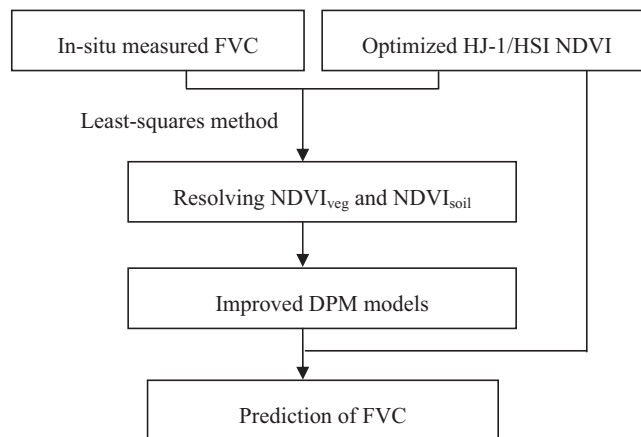 In-situ measured FVC
Optimized HJ-1/HSI NDVI
Least-squares method
Resolving NDVIveg and NDVIsoil
Improved DPM models
Prediction of FVC